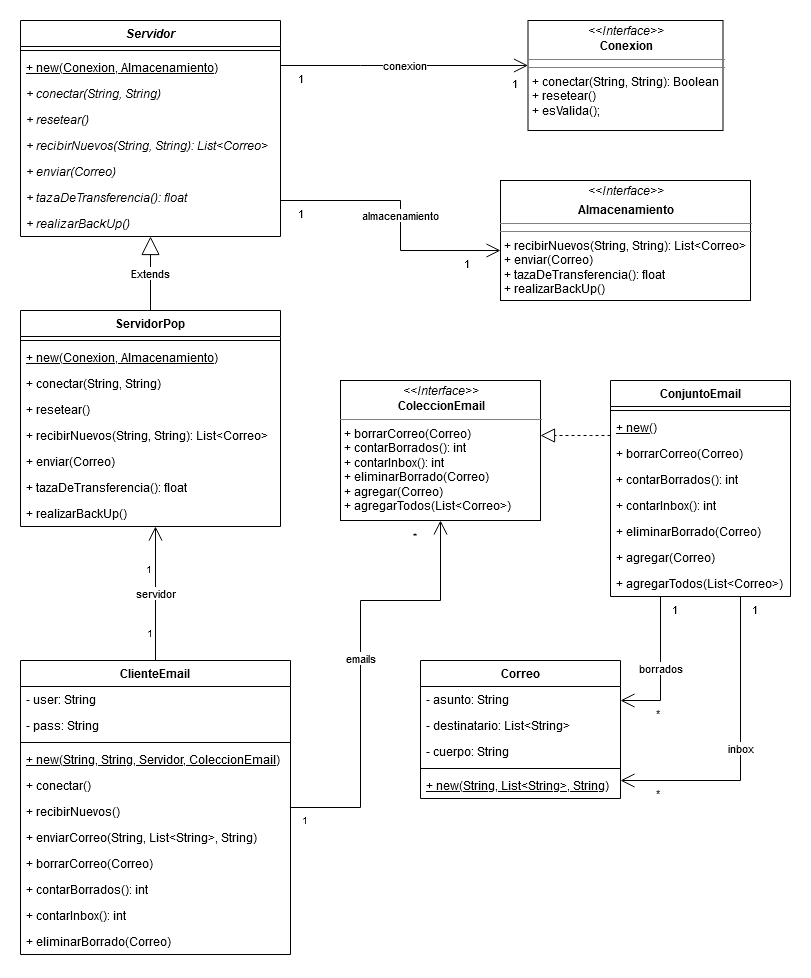 Servidor
+ new(Conexion, Almacenamiento)
+ conectar(String, String)
+ resetear()
+ recibirNuevos(String, String): List<Correo>
+ enviar(Correo)
+ tazaDeTransferencia(): float
+ realizarBackUp()
1
conexion
1
<<Interface>>
Conexion
+ conectar(String, String): Boolean
+ resetear()
+ esValida();
1
almacenamiento
1
<<Interface>>
Almacenamiento
+ recibirNuevos(String, String): List<Correo>
+ enviar(Correo)
+ tazaDeTransferencia(): float
+ realizarBackUp()
Extends
ServidorPop
+ new(Conexion, Almacenamiento)
+ conectar(String, String)
+ resetear()
+ recibirNuevos(String, String): List<Correo>
+ enviar(Correo)
+ tazaDeTransferencia(): float
+ realizarBackUp()
<<Interface>>
ColeccionEmail
+ borrarCorreo(Correo)
+ contarBorrados(): int
+ contarInbox(): int
+ eliminarBorrado(Correo)
+ agregar(Correo)
+ agregarTodos(List<Correo>)
*
ConjuntoEmail
+ new()
+ borrarCorreo(Correo)
+ contarBorrados(): int
+ contarInbox(): int
+ eliminarBorrado(Correo)
+ agregar(Correo)
+ agregarTodos(List<Correo>)
1
1
1
servidor
1
emails
borrados
*
inbox
*
ClienteEmail
- user: String
- pass: String
+ new(String, String, Servidor, ColeccionEmail)
+ conectar()
+ recibirNuevos()
+ enviarCorreo(String, List<String>, String)
+ borrarCorreo(Correo)
+ contarBorrados(): int
+ contarInbox(): int
+ eliminarBorrado(Correo)
1
Correo
- asunto: String
- destinatario: List<String>
- cuerpo: String
+ new(String, List<String>, String)